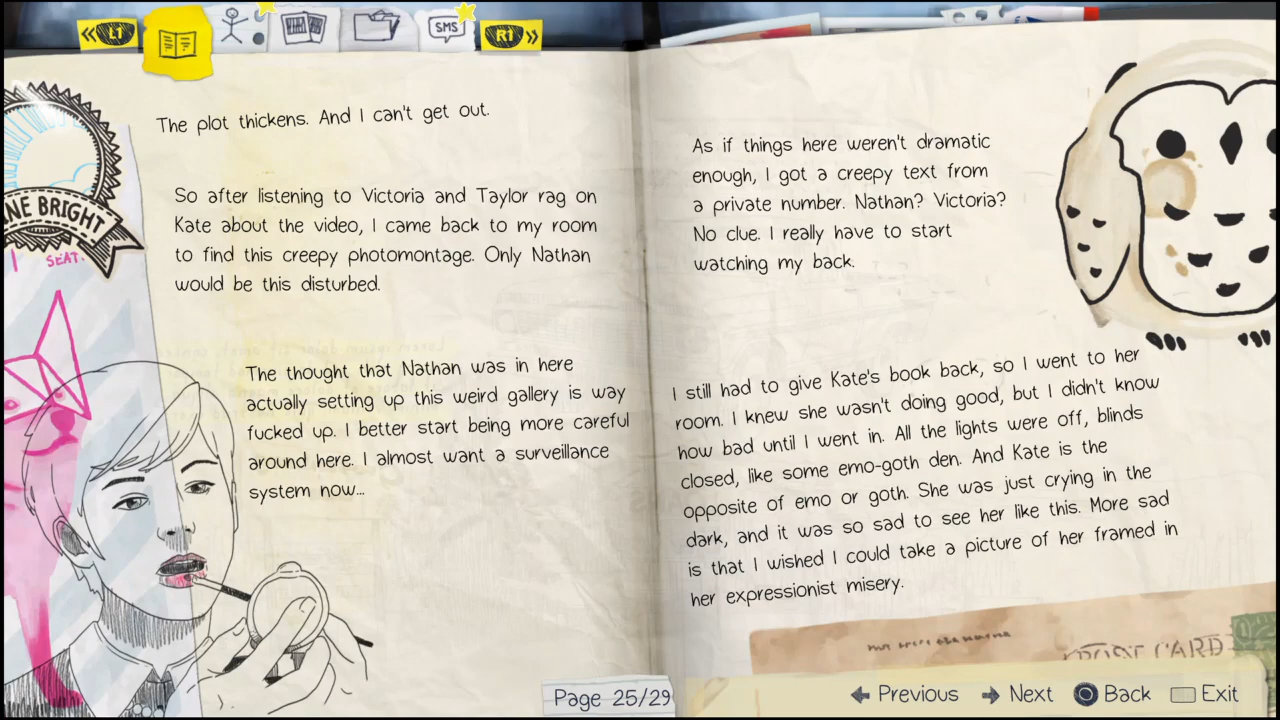 L1
SMS
R1
The plot thickens. And I can't get out.
So after listening to Victoria and Taylor rag on
Kate about the video, I came back to my room
to find this creepy photomontage. Only Nathan
would be this disturbed.
The thought that Nathan was in here
actually setting up this weird gallery is way
fucked up. I better start being more careful
around here. I almost want a surveillance
system now...
NE BRIGHT
SEAT.
As if things here weren't dramatic
enough, I got a creepy text from
a private number. Nathan? Victoria?
No clue. I really have to start
watching my back.
I still had to give Kate's book back, so I went to her
room. I knew she wasn't doing good, but I didn't know
how bad until I went in. All the lights were off, blinds
closed, like some emo-goth den. And Kate is the
opposite of emo or goth. She was just crying in the
dark, and it was so sad to see her like this. More sad
is that I wished I could take a picture of her framed in
her expressionist misery.
POST CARD
Page 25/29
Previous
Next
Back
Exit